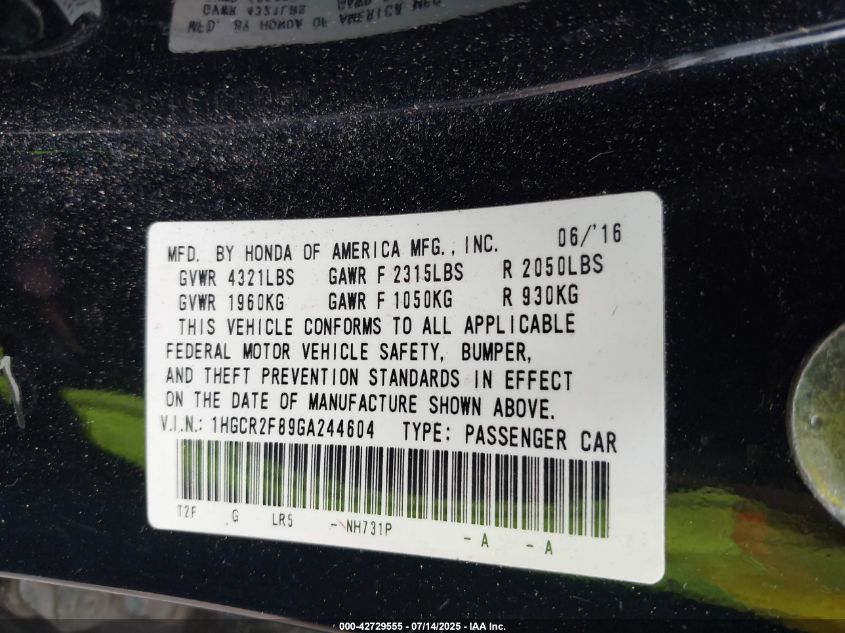 MFD. BY HONDA OF AMERICA MFG., INC. 06/'16
GVWR 4321LBS GAWR F 2315LBS R 2050LBS
GVWR 1960KG GAWR F 1050KG R 930KG
THIS VEHICLE CONFORMS TO ALL APPLICABLE
FEDERAL MOTOR VEHICLE SAFETY, BUMPER,
AND THEFT PREVENTION STANDARDS IN EFFECT
ON THE DATE OF MANUFACTURE SHOWN ABOVE.
V.I.N.: 1HGCR2F89GA244604 TYPE: PASSENGER CAR
T2F G LR5 - NH731P - A - A
000-42729555 - 07/14/2025 - IAA Inc.